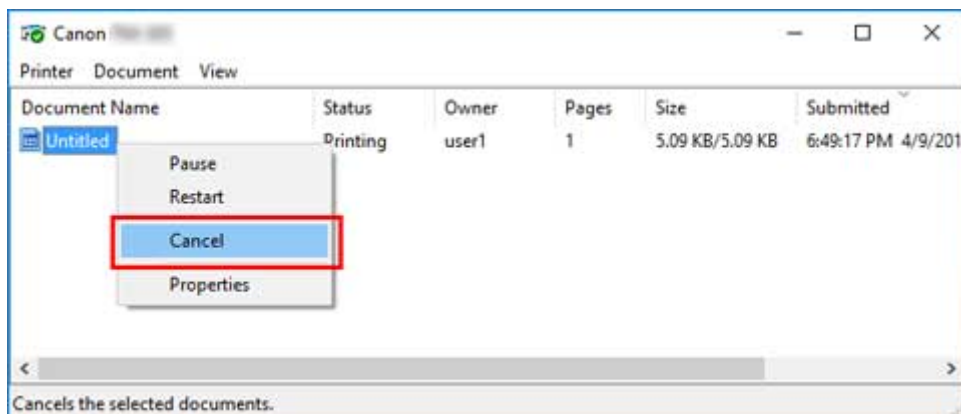 Canon
Printer Document View
Document Name Status Owner Pages Size Submitted
Untitled Printing user1 1 5.09 KB/5.09 KB 6:49:17 PM 4/9/201
Pause
Restart
Cancel
Properties
Cancels the selected documents.